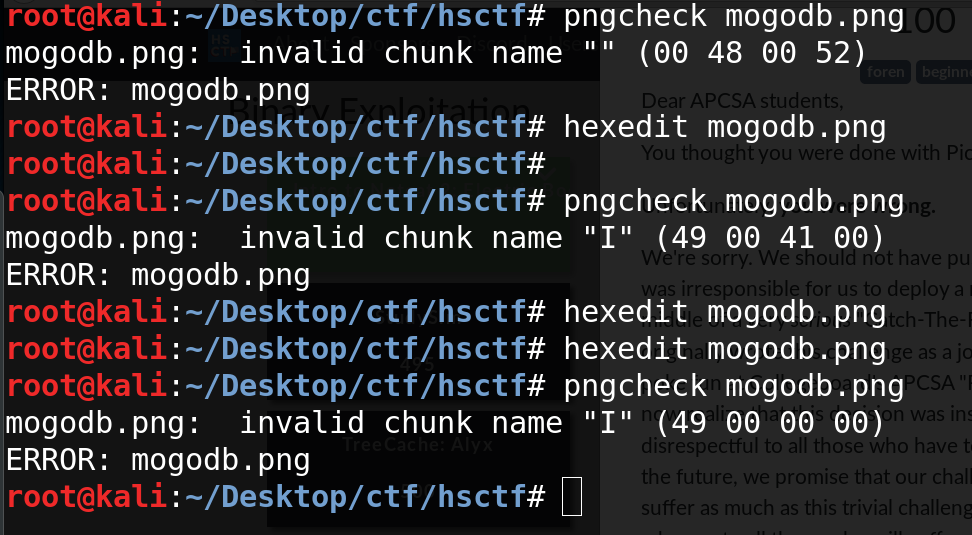 root@kali:~/Desktop/ctf/hsctf# pngcheck mogodb.png
100
mogodb.png:  invalid chunk name "" (00 48 00 52)
foren
ERROR: mogodb.png
Dear APCSA students,
Binary Exploitation
root@kali:~/Desktop/ctf/hsctf# hexedit mogodb.png
You thought you were done with
root@kali:~/Desktop/ctf/hsctf#
root@kali:~/Desktop/ctf/hsctf# pngcheck mogodb.png
mogodb.png:  invalid chunk name "I" (49 00 41 00)
We're sorry. We should not have
ERROR: mogodb.png
was irresponsible for us to deploy a
root@kali:~/Desktop/ctf/hsctf# hexedit mogodb.png
root@kali:~/Desktop/ctf/hsctf# hexedit mogodb.png
495
root@kali:~/Desktop/ctf/hsctf# pngcheck mogodb.png
mogodb.png:  invalid chunk name "I" (49 00 00 00)
TreeCache: Alyx
disrespectful to all those who have
ERROR: mogodb.png
the future, we promise that our
root@kali:~/Desktop/ctf/hsctf#
suffer as much as this trivial